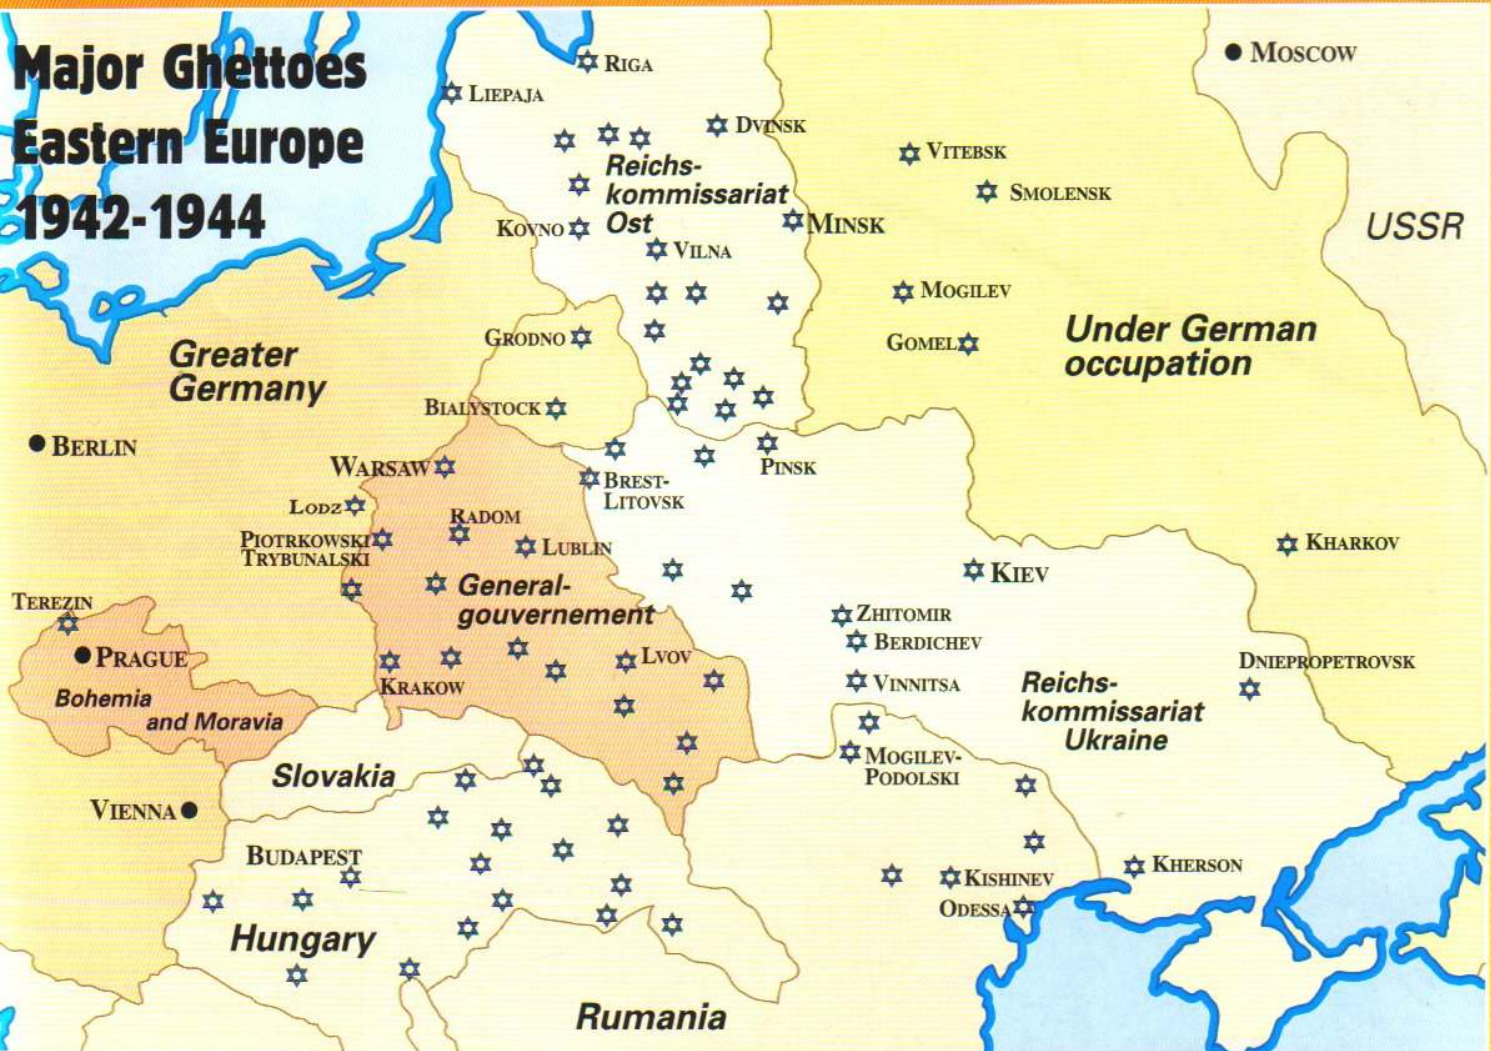 Major Ghettoes
Eastern Europe
1942-1944
RIGA
LIEPAJA
DVINSK
Reichs-
kommissariat
Ost
KOVNO
VILNA
MINSK
VITEBSK
SMOLENSK
MOSCOW
USSR
MOGILEV
GOMEL
Under German
occupation
GRODNO
BIALYSTOCK
Greater
Germany
BERLIN
WARSAW
LODZ
PIOTRKOWSKI
TRYBUNALSKI
RADOM
LUBLIN
BREST-
LITOVSK
PINSK
General-
gouvernement
KHARKOV
KIEV
ZHITOMIR
BERDICHEV
VINNITSA
TEREZIN
PRAGUE
Bohemia
and Moravia
KRAKOW
LVOV
DNIEPROPETROVSK
Reichs-
kommissariat
Ukraine
MOGILEV-
PODOLSKI
Slovakia
VIENNA
BUDAPEST
Hungary
KISHINEV
ODESSA
KHERSON
Rumania